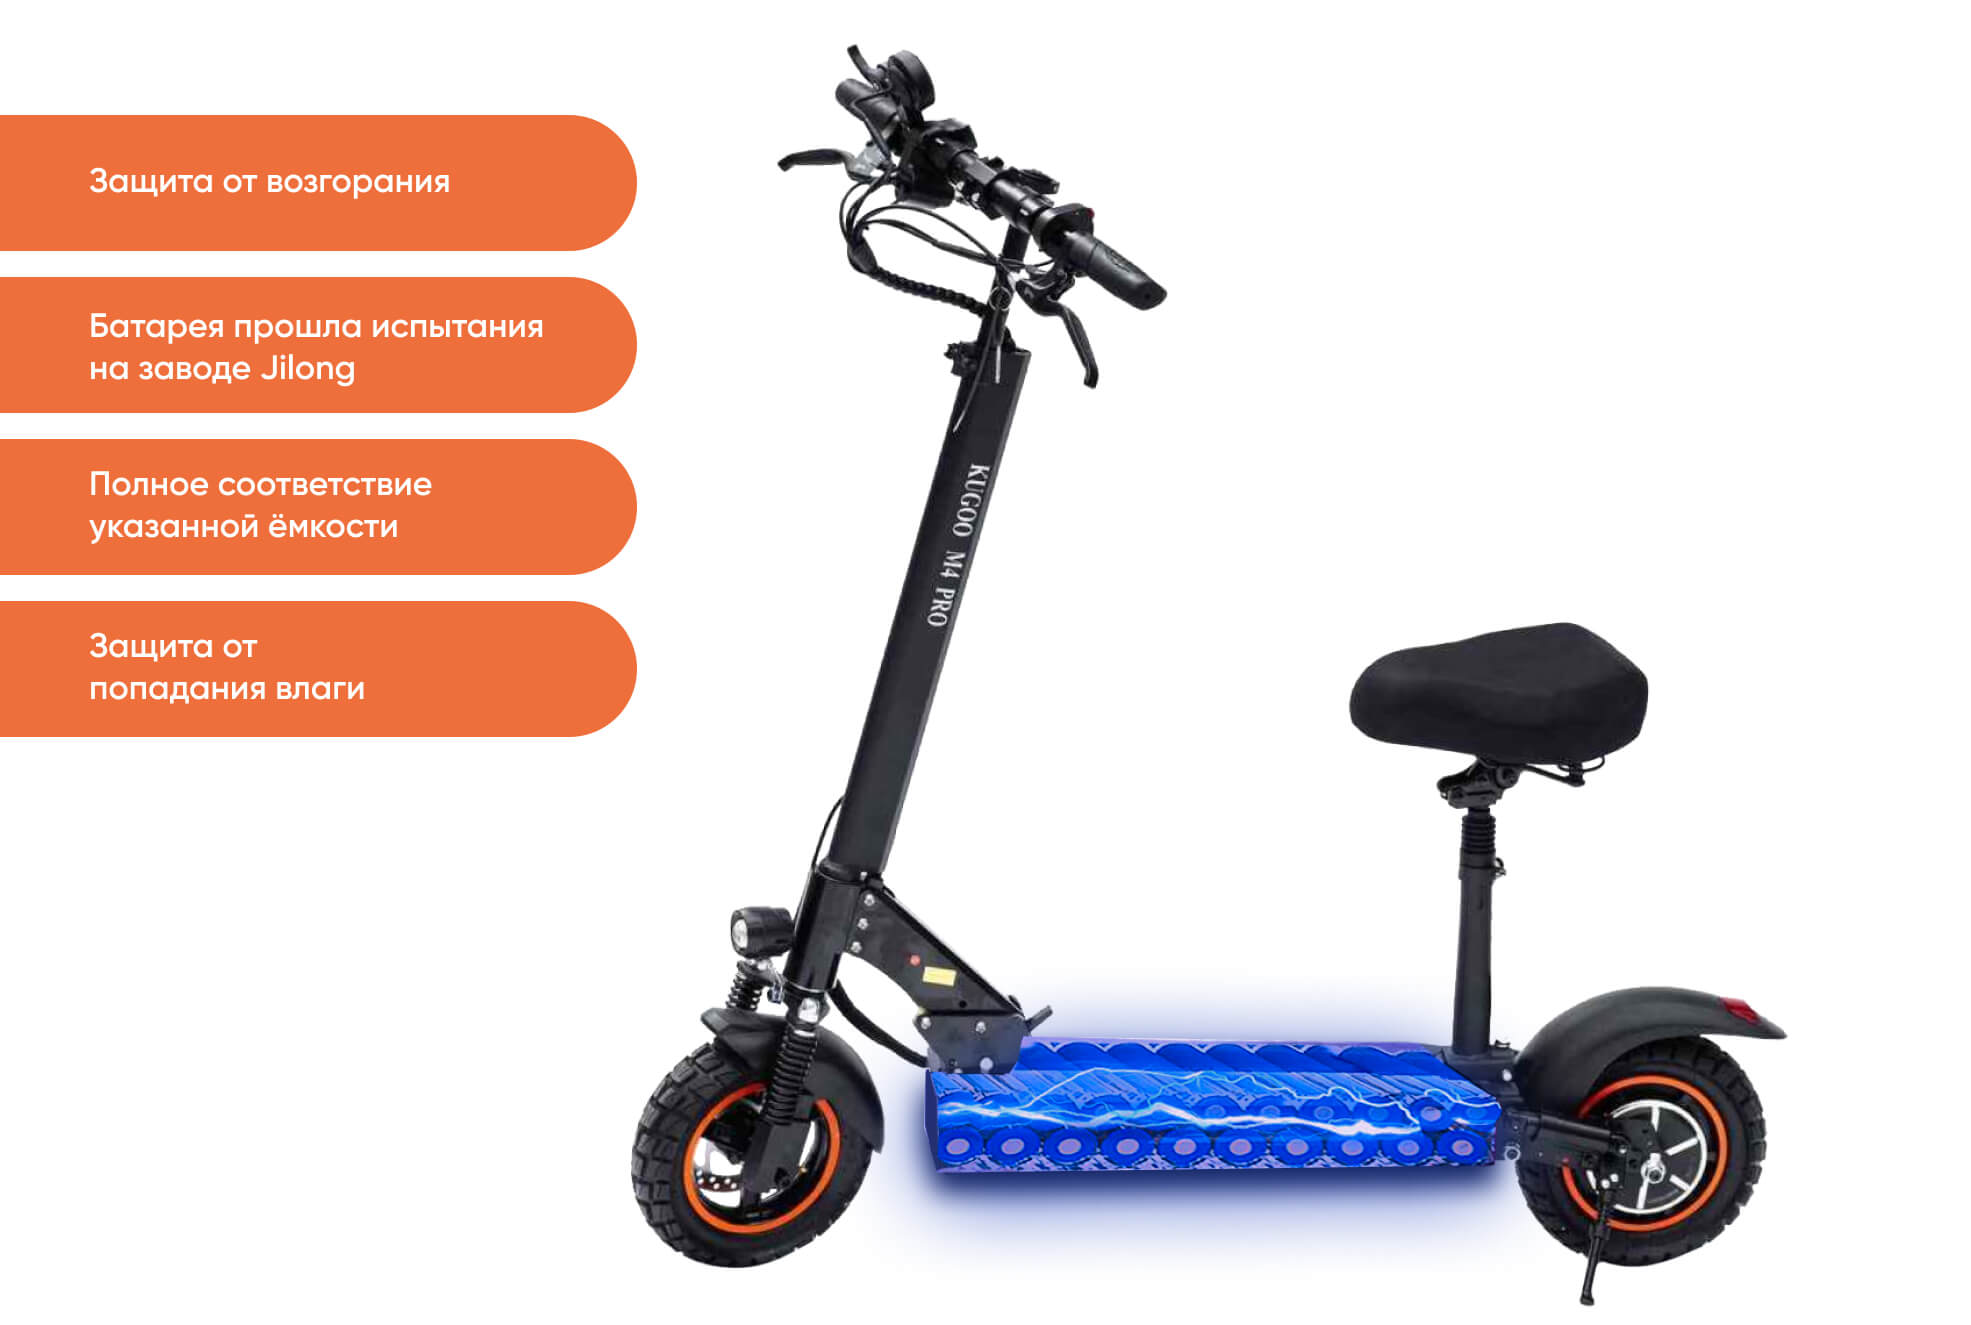 Защита от возгорания
Батарея прошла испытания
на заводе Jilong
Полное соответствие
указанной ёмкости
Защита от
попадания влаги
KUGOO M4 PRO